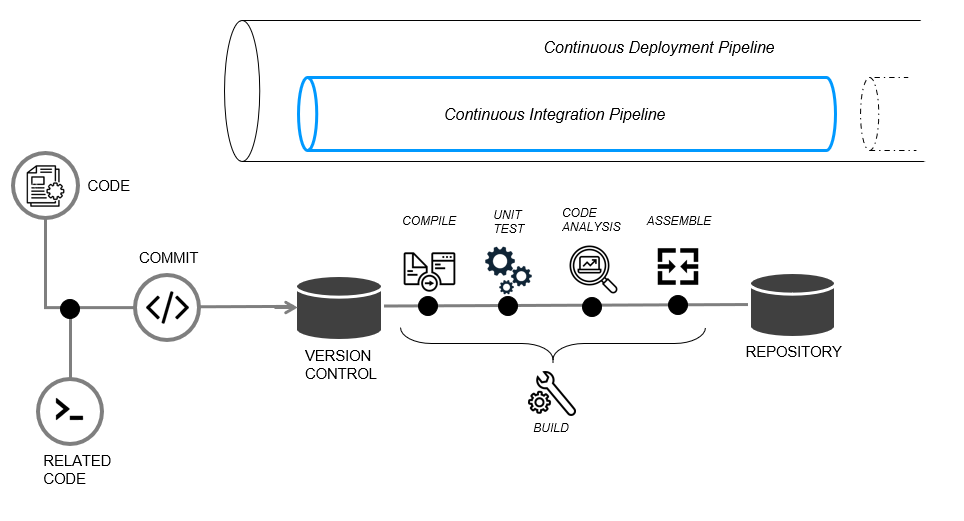 Continuous Deployment Pipeline
Continuous Integration Pipeline
CODE
COMMIT
COMPILE
UNIT
TEST
CODE
ANALYSIS
ASSEMBLE
VERSION
CONTROL
REPOSITORY
BUILD
RELATED
CODE